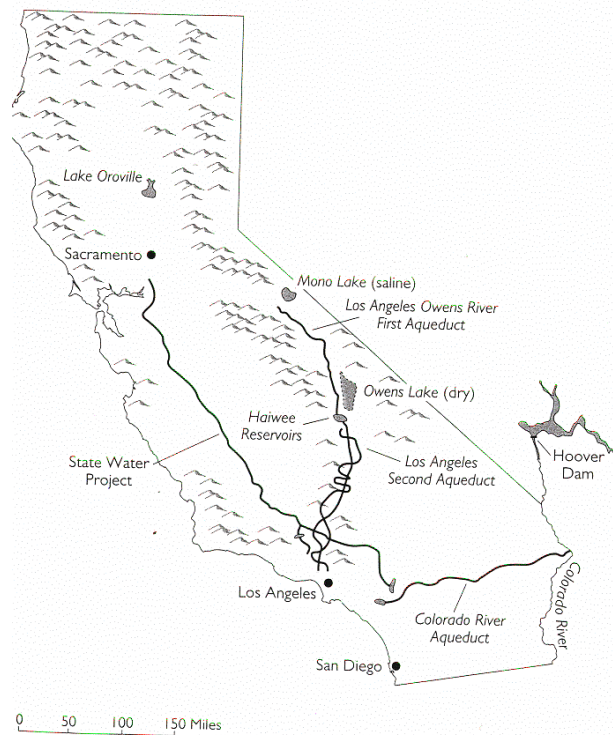 Lake Oroville
Sacramento
Mono Lake (saline)
Los Angeles Owens River
First Aqueduct
Owens Lake (dry)
Haiwee
Reservoirs
Hoover
Dam
State Water
Project
Los Angeles
Second Aqueduct
Los Angeles
Colorado River
Aqueduct
Colorado River
San Diego
0 50 100 150 Miles